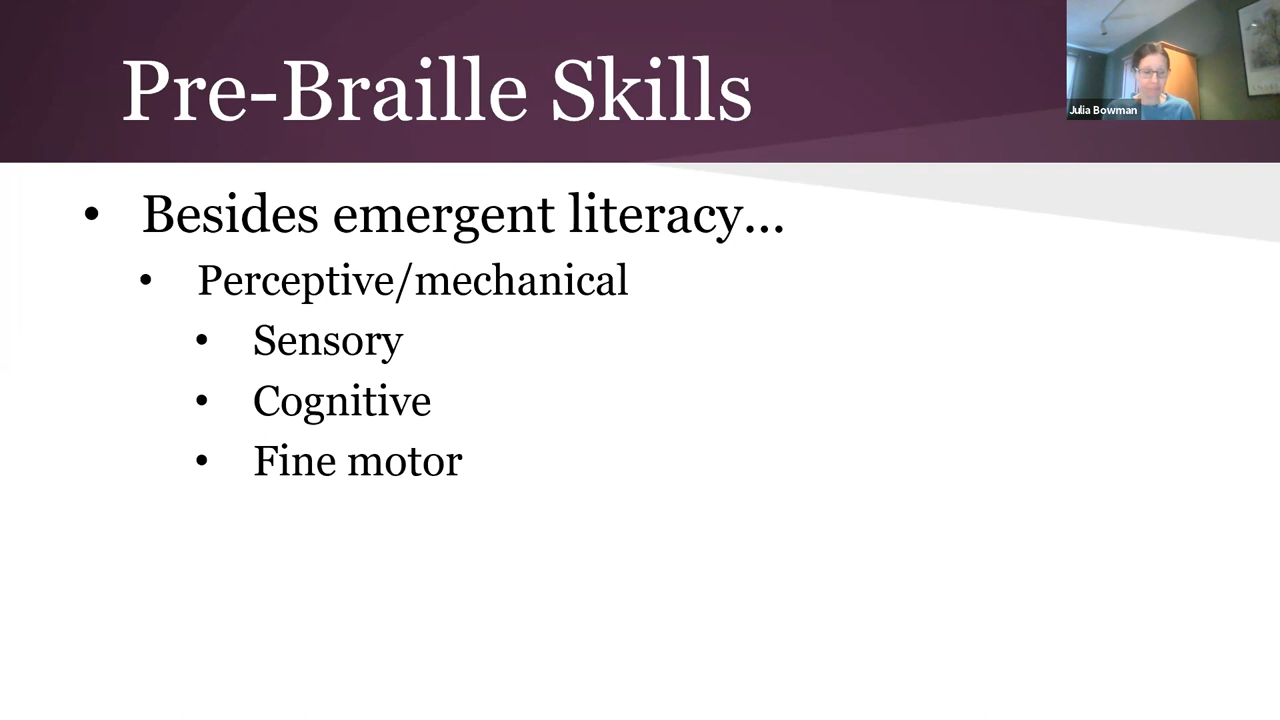 Pre-Braille Skills
Julia Bowman
• Besides emergent literacy...
• Perceptive/mechanical
• Sensory
• Cognitive
• Fine motor